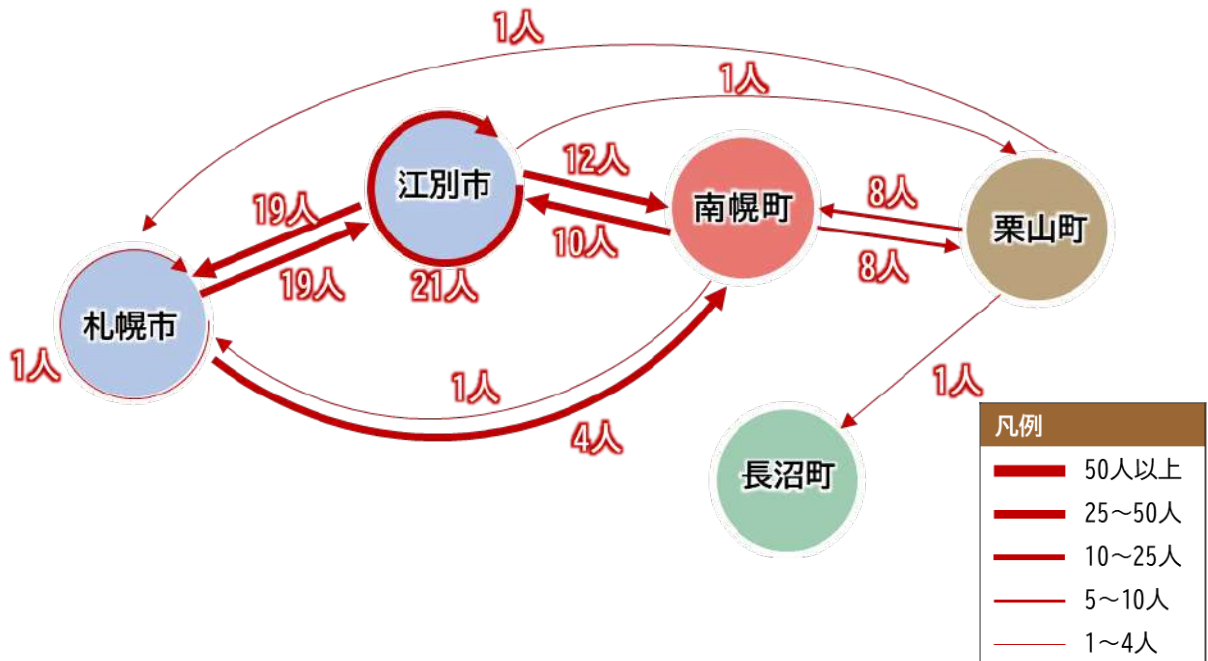 1人
1人
江別市
12人
南幌町
8人
栗山町
19人
10人
8人
19人
21人
札幌市
1人
1人
1人
4人
長沼町
凡例
50人以上
25～50人
10～25人
5～10人
1～4人